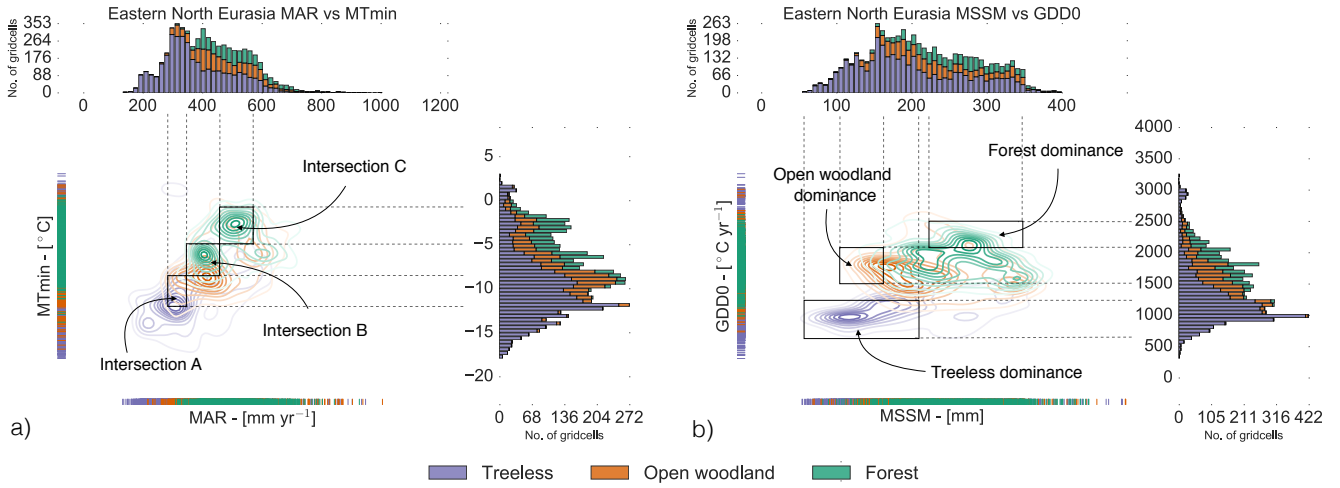 Eastern North Eurasia MAR vs MTmin
No. of gridcells
353
264
176
88
0
0 200 400 600 800 1000 1200
MTmin - [°C]
5
0
−5
−10
−15
−20
Intersection C
Intersection B
Intersection A
MAR - [mm yr⁻¹]
0 68 136 204 272
No. of gridcells
a)
Eastern North Eurasia MSSM vs GDD0
No. of gridcells
263
198
132
66
0
0 100 200 300 400
GDD0 - [°C yr⁻¹]
4000
3500
3000
2500
2000
1500
1000
500
0
Forest dominance
Open woodland
dominance
Treeless dominance
MSSM - [mm]
0 105 211 316 422
No. of gridcells
b)
Treeless Open woodland Forest